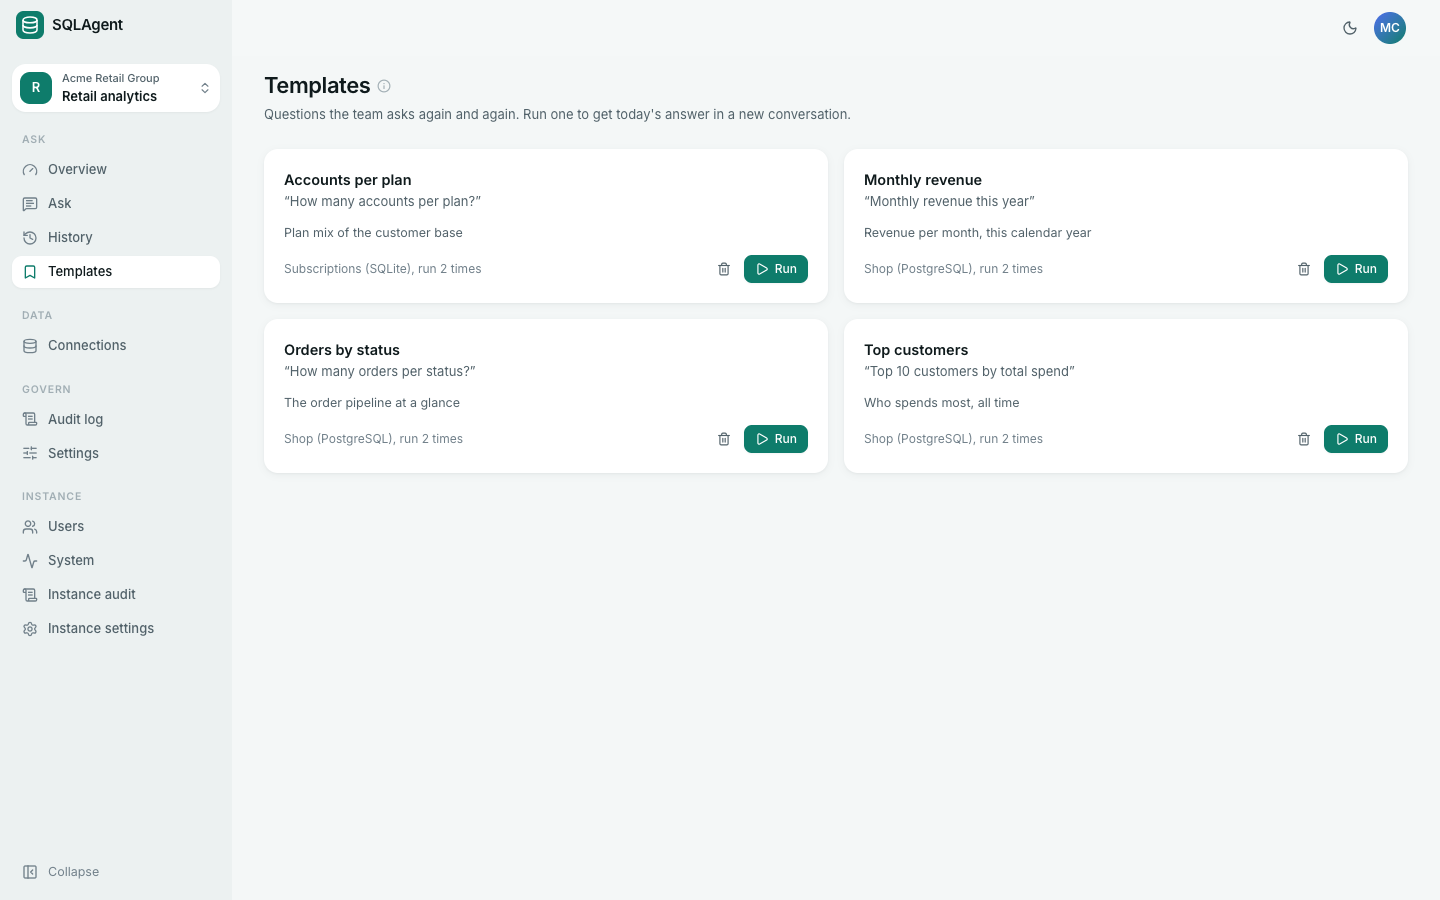 SQLAgent
R
Acme Retail Group
Retail analytics
ASK
Overview
Ask
History
Templates
DATA
Connections
GOVERN
Audit log
Settings
INSTANCE
Users
System
Instance audit
Instance settings
Collapse
MC
Templates
Questions the team asks again and again. Run one to get today's answer in a new conversation.
Accounts per plan
“How many accounts per plan?”
Plan mix of the customer base
Subscriptions (SQLite), run 2 times
Run
Monthly revenue
“Monthly revenue this year”
Revenue per month, this calendar year
Shop (PostgreSQL), run 2 times
Run
Orders by status
“How many orders per status?”
The order pipeline at a glance
Shop (PostgreSQL), run 2 times
Run
Top customers
“Top 10 customers by total spend”
Who spends most, all time
Shop (PostgreSQL), run 2 times
Run